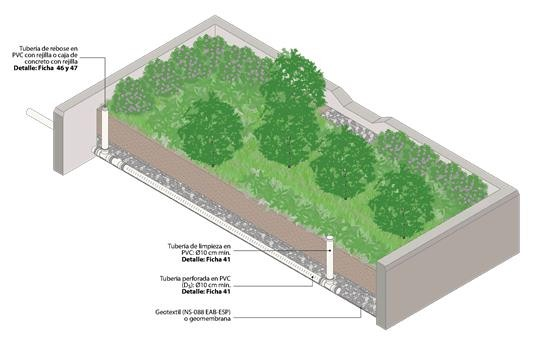 Tubería de rebose en
PVC con rejilla o caja de
concreto con rejilla
Detalle: Ficha 46 y 47
Tubería de limpieza en
PVC: Ø10 cm min.
Detalle: Ficha 41
Tubería perforada en PVC
(D₅): Ø10 cm min.
Detalle: Ficha 41
Geotextil (NS-088 EAB-ESP)
o geomembrana